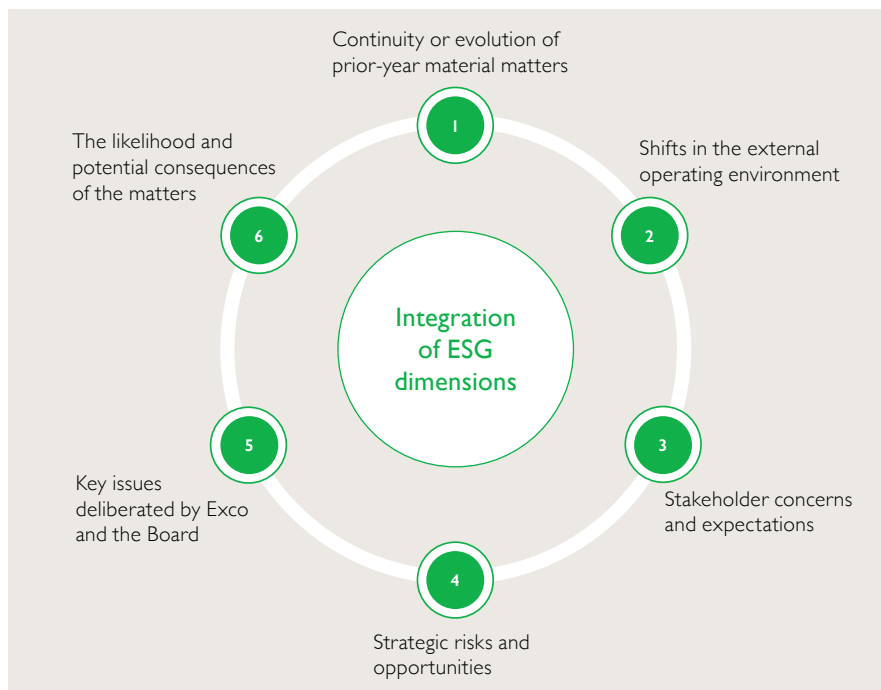 Continuity or evolution of
prior-year material matters
1
Shifts in the external
operating environment
2
3
Stakeholder concerns
and expectations
4
Strategic risks and
opportunities
5
Key issues
deliberated by Exco
and the Board
The likelihood and
potential consequences
of the matters
6
Integration
of ESG
dimensions